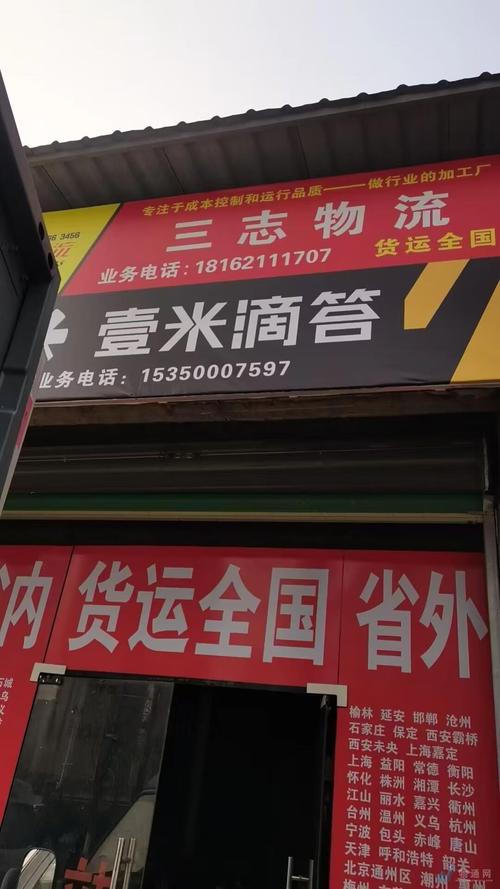 专注于成本控制和运行品质——做行业的加工厂
3456
三志物流
货运全国
业务电话:18162111707
壹米滴答
业务电话: 15350007597
内 货运全国 省外
榆林 延安 邯郸 沧州
石家庄 保定 西安霸桥
西安未央 上海嘉定
上海 益阳 常德 衡阳
怀化 株洲 湘潭 长沙
江山 丽水 嘉兴 衢州
台州 温州 义乌 杭州
宁波 包头 赤峰 唐山
天津 呼和浩特 韶关
北京通州区 潮州